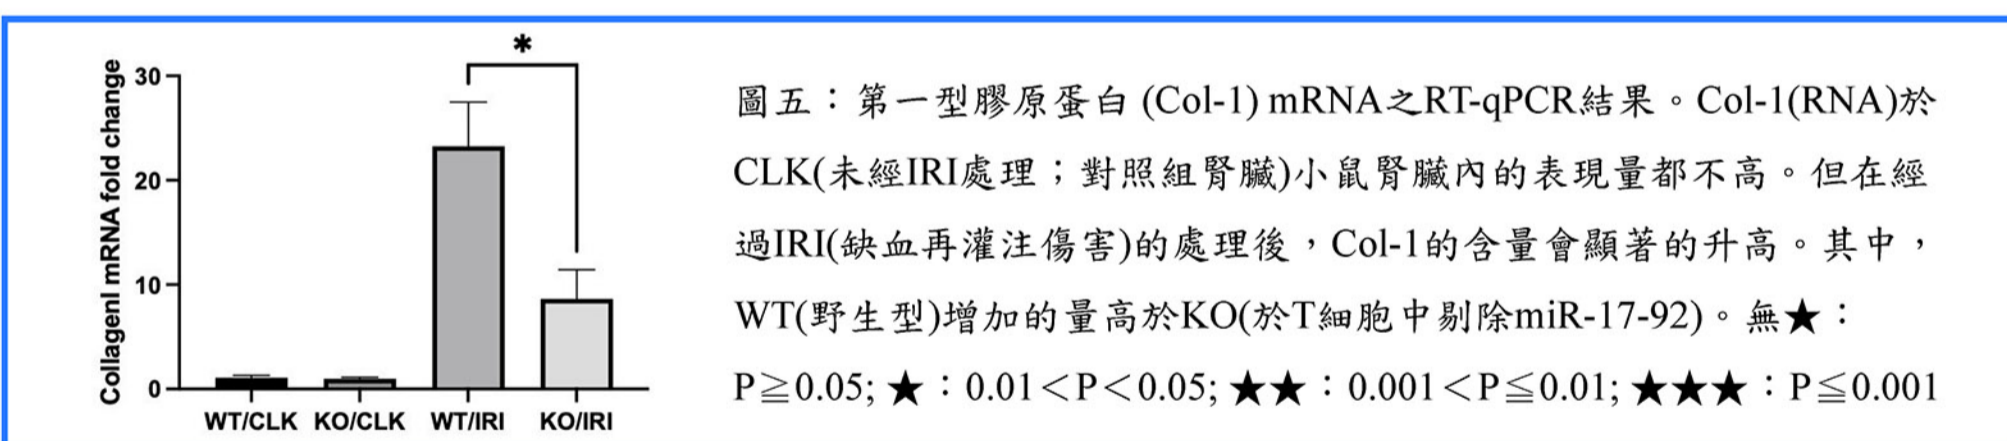 *
CollagenI mRNA fold change
30
20
10
0
WT/CLK KO/CLK WT/IRI KO/IRI
圖五：第一型膠原蛋白 (Col-1) mRNA之RT-qPCR結果。Col-1(RNA)於
CLK(未經IRI處理；對照組腎臟)小鼠腎臟內的表現量都不高。但在經
過IRI(缺血再灌注傷害)的處理後，Col-1的含量會顯著的升高。其中，
WT(野生型)增加的量高於KO(於T細胞中剔除miR-17-92)。無★：
P≧0.05; ★：0.01＜P＜0.05; ★★：0.001＜P≦0.01; ★★★：P≦0.001